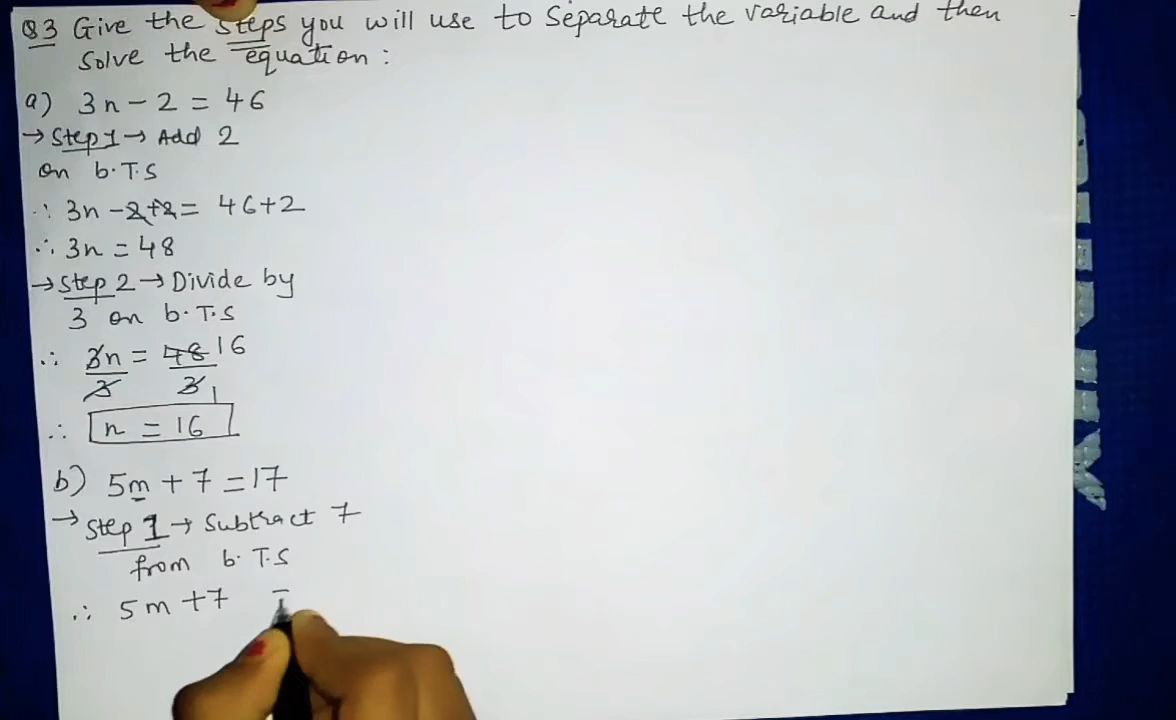 Q3 Give the steps you will use to separate the variable and then
solve the equation :
a) 3n - 2 = 46
→ Step 1 → Add 2
on b.T.S
∴ 3n - 2 + 2 = 46 + 2
∴ 3n = 48
→ Step 2 → Divide by
3 on b.T.S
∴ 3n = 48 16
3 3 1
∴ n = 16
b) 5m + 7 = 17
→ Step 1 → Subtract 7
from b.T.S
∴ 5m + 7